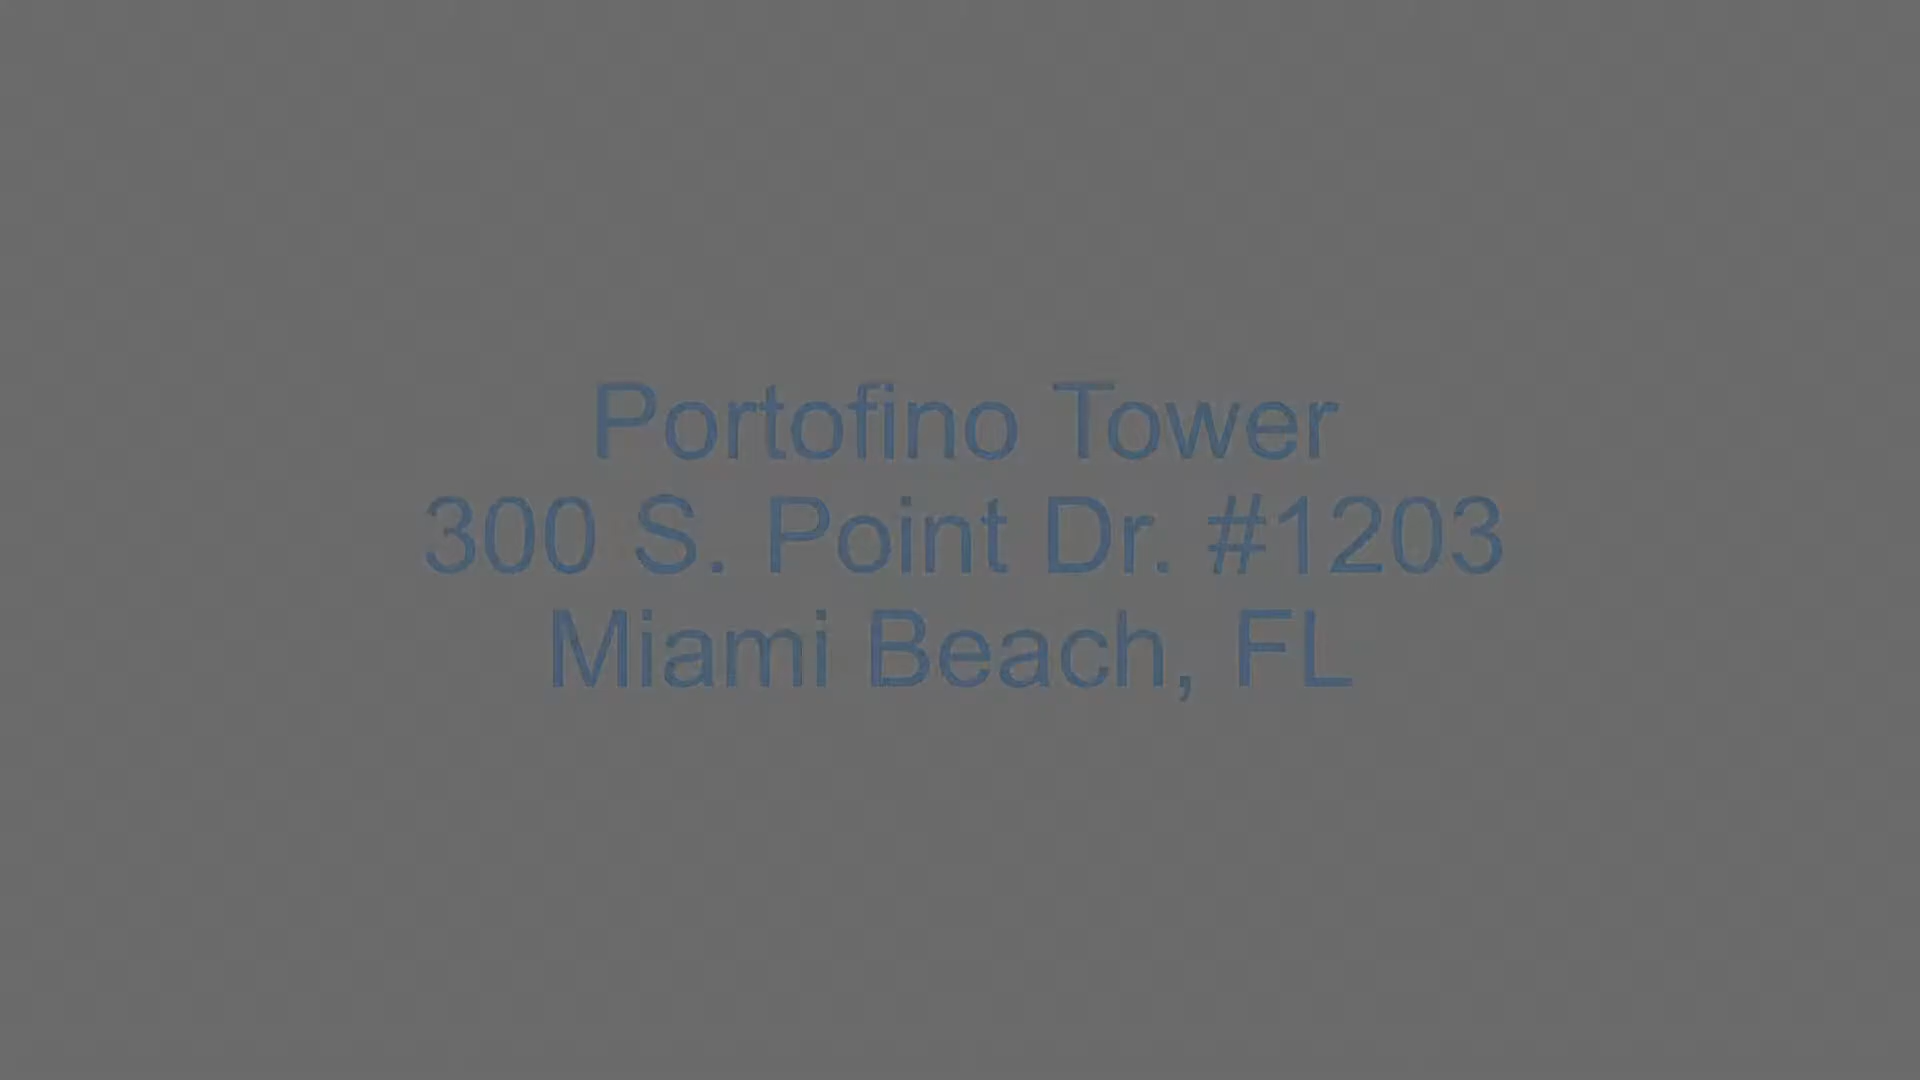 Portofino Tower
300 S. Point Dr. #1203
Miami Beach, FL